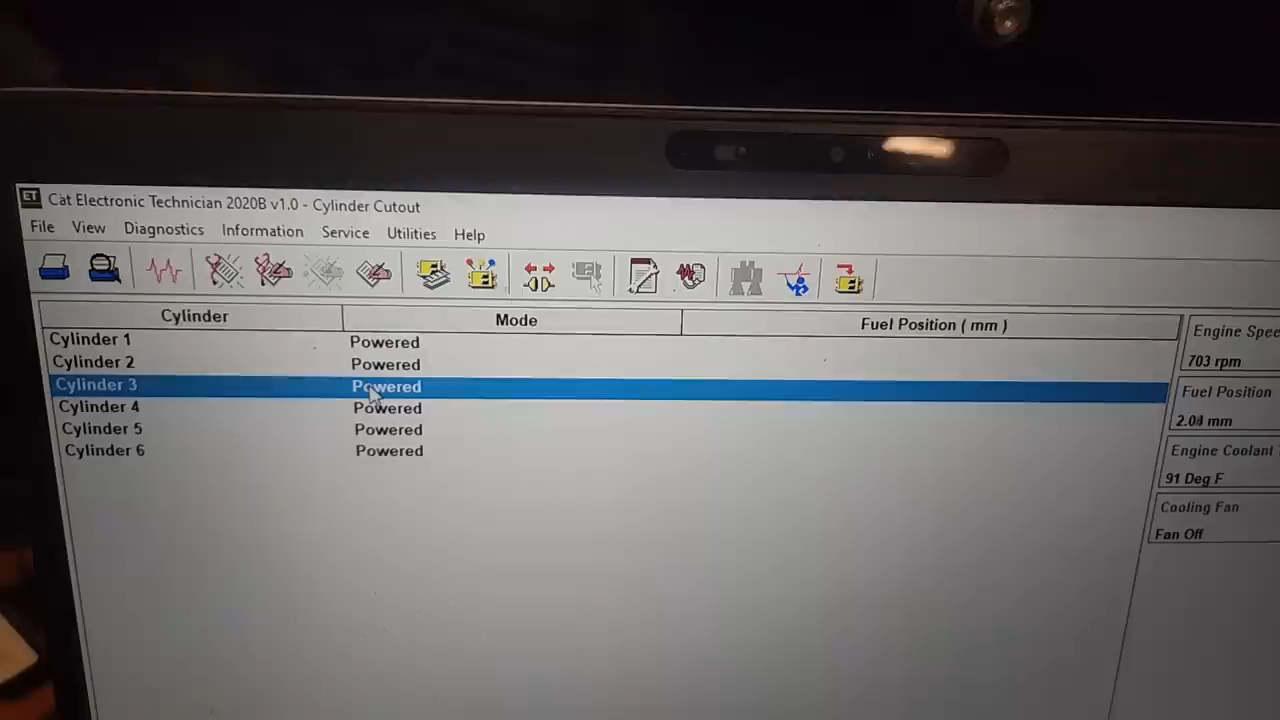 ET Cat Electronic Technician 2020B v1.0 - Cylinder Cutout
File View Diagnostics Information Service Utilities Help
Cylinder Mode Fuel Position ( mm )
Cylinder 1 Powered
Cylinder 2 Powered
Cylinder 3 Powered
Cylinder 4 Powered
Cylinder 5 Powered
Cylinder 6 Powered
Engine Spee
703 rpm
Fuel Position
mm
Engine Coolant
91 Deg F
Cooling Fan
Fan Off